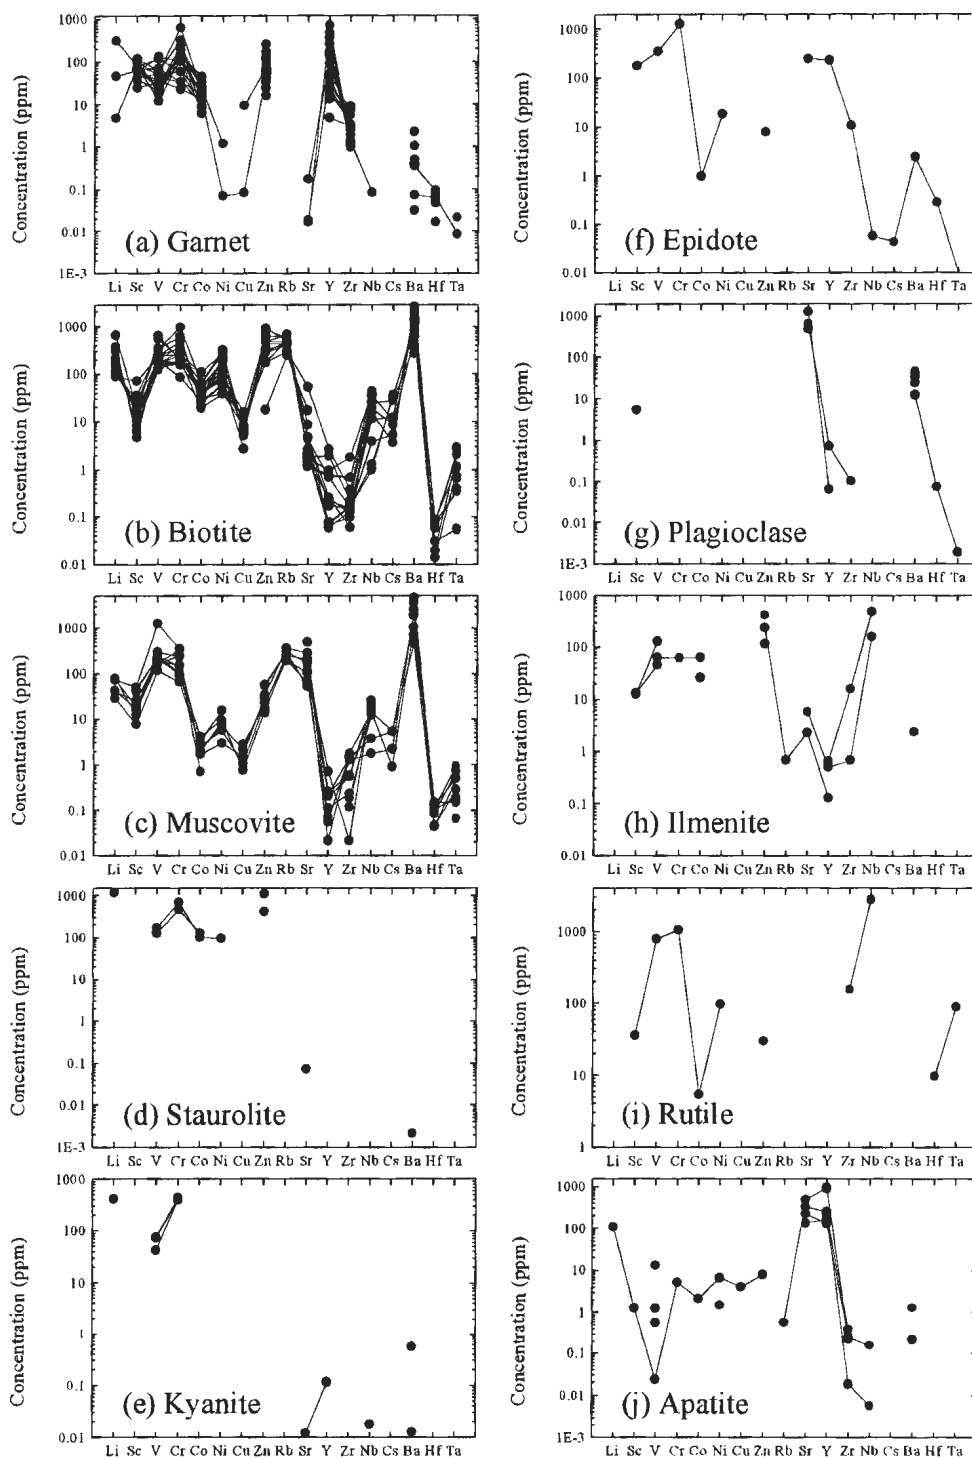 1000
100
10
1
0.1
0.01
1E-3
Concentration (ppm)
(a) Garnet
Li Sc V Cr Co Ni Cu Zn Rb Sr Y Zr Nb Cs Ba Hf Ta
1000
100
10
1
0.1
0.01
Concentration (ppm)
(b) Biotite
Li Sc V Cr Co Ni Cu Zn Rb Sr Y Zr Nb Cs Ba Hf Ta
1000
100
10
1
0.1
0.01
Concentration (ppm)
(c) Muscovite
Li Sc V Cr Co Ni Cu Zn Rb Sr Y Zr Nb Cs Ba Hf Ta
1000
100
10
1
0.1
0.01
1E-3
Concentration (ppm)
(d) Staurolite
Li Sc V Cr Co Ni Cu Zn Rb Sr Y Zr Nb Cs Ba Hf Ta
1000
100
10
1
0.1
0.01
Concentration (ppm)
(e) Kyanite
Li Sc V Cr Co Ni Cu Zn Rb Sr Y Zr Nb Cs Ba Hf Ta
1000
100
10
1
0.1
0.01
Concentration (ppm)
(f) Epidote
Li Sc V Cr Co Ni Cu Zn Rb Sr Y Zr Nb Cs Ba Hf Ta
1000
100
10
1
0.1
0.01
1E-3
Concentration (ppm)
(g) Plagioclase
Li Sc V Cr Co Ni Cu Zn Rb Sr Y Zr Nb Cs Ba Hf Ta
1000
100
10
1
0.1
0.01
Concentration (ppm)
(h) Ilmenite
Li Sc V Cr Co Ni Cu Zn Rb Sr Y Zr Nb Cs Ba Hf Ta
1000
100
10
1
Concentration (ppm)
(i) Rutile
Li Sc V Cr Co Ni Cu Zn Rb Sr Y Zr Nb Cs Ba Hf Ta
1000
100
10
1
0.1
0.01
1E-3
Concentration (ppm)
(j) Apatite
Li Sc V Cr Co Ni Cu Zn Rb Sr Y Zr Nb Cs Ba Hf Ta